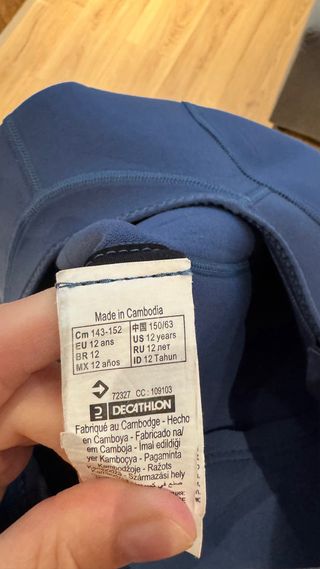 Made in Cambodia
Cm 143-152
EU 12 ans
BR 12
MX 12 años
中国 150/63
US 12 years
RU 12 лет
ID 12 Tahun
72327 CC : 109103
DECATHLON
Fabriqué au Cambodge - Hecho
en Camboya - Fabricado na/
em Camboja - Imal edildiği
yer Kamboçya - Pagaminta
Kambodžoje - Ražots
Származási hely